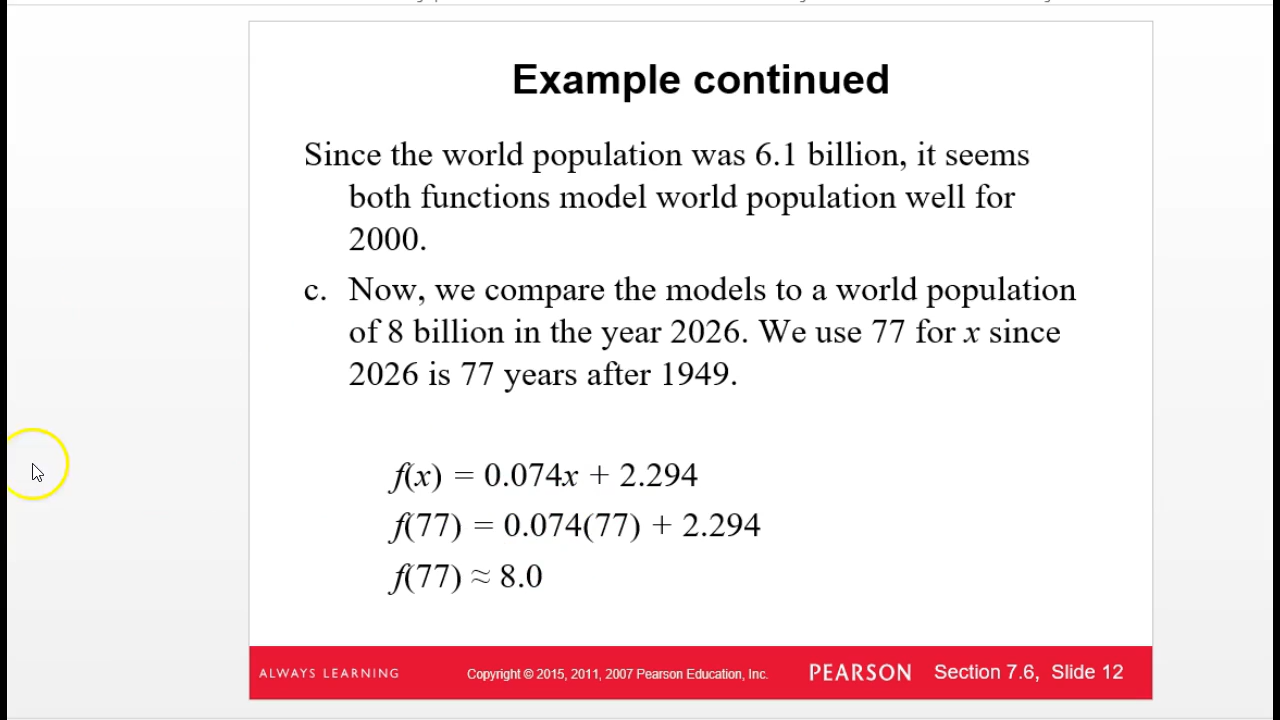 Example continued
Since the world population was 6.1 billion, it seems
both functions model world population well for
2000.
c. Now, we compare the models to a world population
of 8 billion in the year 2026. We use 77 for x since
2026 is 77 years after 1949.
f(x) = 0.074x + 2.294
f(77) = 0.074(77) + 2.294
f(77) ≈ 8.0
ALWAYS LEARNING Copyright © 2015, 2011, 2007 Pearson Education, Inc. PEARSON Section 7.6, Slide 12